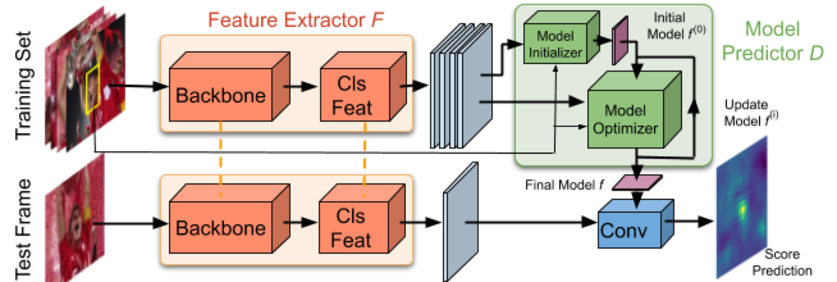 Feature Extractor F
Model
Predictor D
Training Set
Backbone
Cls
Feat
Model
Initializer
Initial
Model f(0)
Model
Optimizer
Update
Model f(i)
Final Model f
Test Frame
Backbone
Cls
Feat
Conv
Score
Prediction